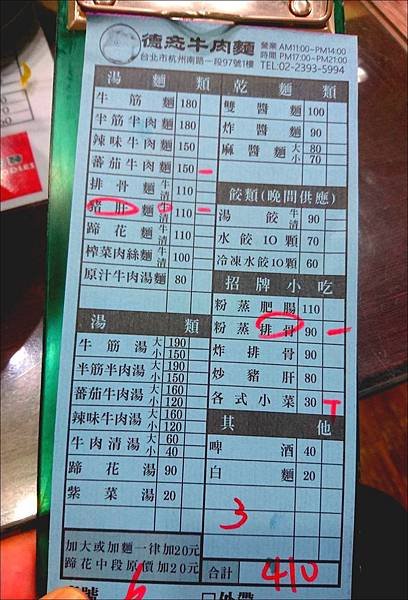 德忞牛肉麵
台北市杭州南路一段97號1樓
營業 AM11:00~PM14:00
時間 PM17:00~PM21:00
TEL:02-2393-5994
湯麵類
牛筋麵 180
半筋半肉麵 180
辣味牛肉麵 150
蕃茄牛肉麵 150 一
排骨麵 牛清 110
豬肝麵 牛清 110 一
蹄花麵 牛清 110
榨菜肉絲麵 牛清 100
原汁牛肉湯麵 80
湯類
牛筋湯 大 190 小 150
半筋半肉湯 大 190 小 150
蕃茄牛肉湯 大 160 小 120
辣味牛肉湯 大 160 小 120
牛肉清湯 大 60 小 40
蹄花湯 90
紫菜湯 20
加大或加麵一律加20元
蹄花中段原價加20元
乾麵類
雙醬麵 100
炸醬麵 90
麻醬麵 大 80 小 70
餃類(晚間供應)
湯餃 牛清 90
水餃10顆 70
冷凍水餃10顆 60
招牌小吃
粉蒸肥腸 110
粉蒸排骨 90 一
炸排骨 90
炒豬肝 80
各式小菜 30 T
其他
啤酒 40
白麵 20
3
合計 410